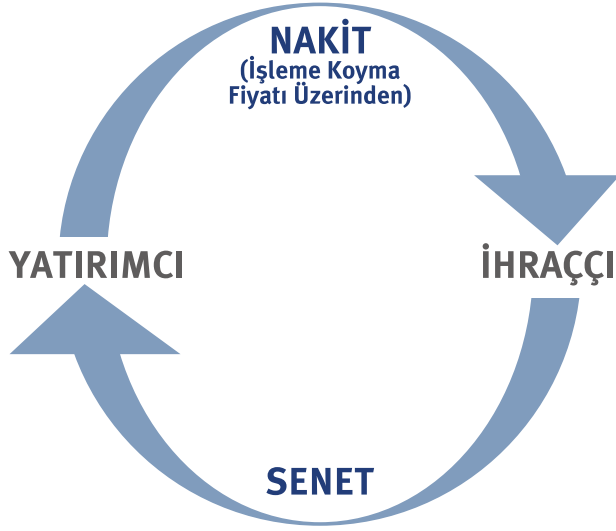 NAKİT
(İşleme Koyma
Fiyatı Üzerinden)
YATIRIMCI
İHRAÇÇI
SENET